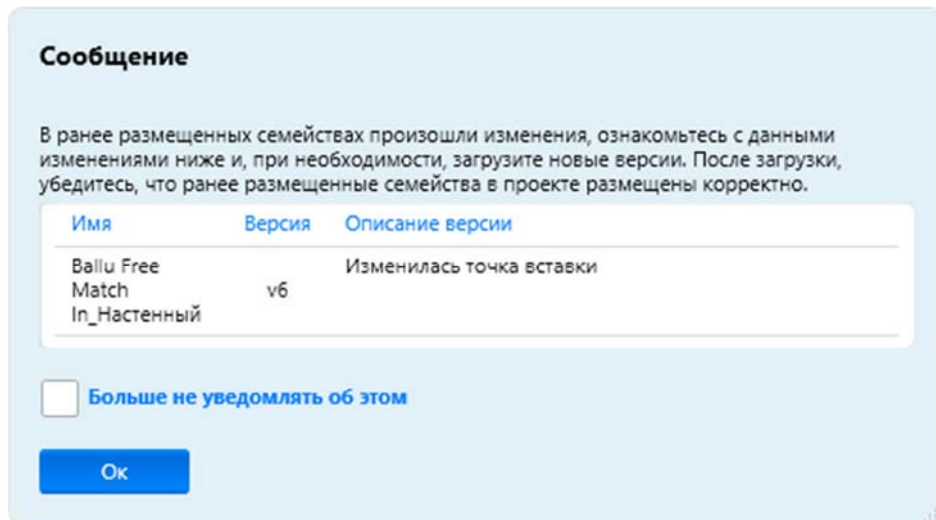 Сообщение
В ранее размещенных семействах произошли изменения, ознакомьтесь с данными
изменениями ниже и, при необходимости, загрузите новые версии. После загрузки,
убедитесь, что ранее размещенные семейства в проекте размещены корректно.
Имя Версия Описание версии
Ballu Free
Match
In_Настенный
v6
Изменилась точка вставки
Больше не уведомлять об этом
Ок